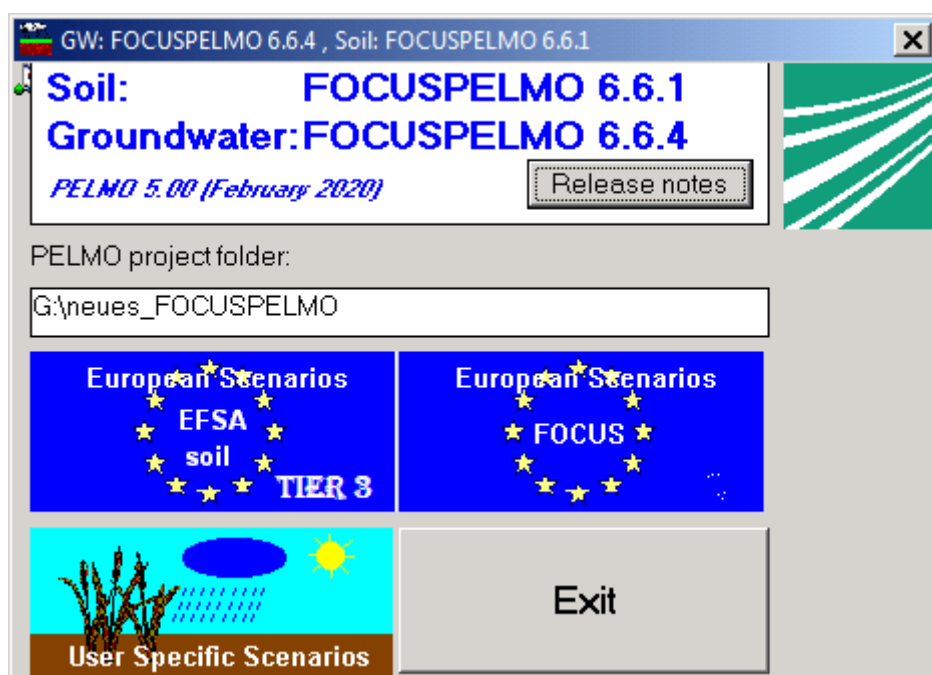 GW: FOCUSPELMO 6.6.4 , Soil: FOCUSPELMO 6.6.1
Soil: FOCUSPELMO 6.6.1
Groundwater: FOCUSPELMO 6.6.4
PELMO 5.00 (February 2020)
Release notes
PELMO project folder:
G:\neues_FOCUSPELMO
European Scenarios
EFSA
soil
TIER 3
European Scenarios
FOCUS
User Specific Scenarios
Exit